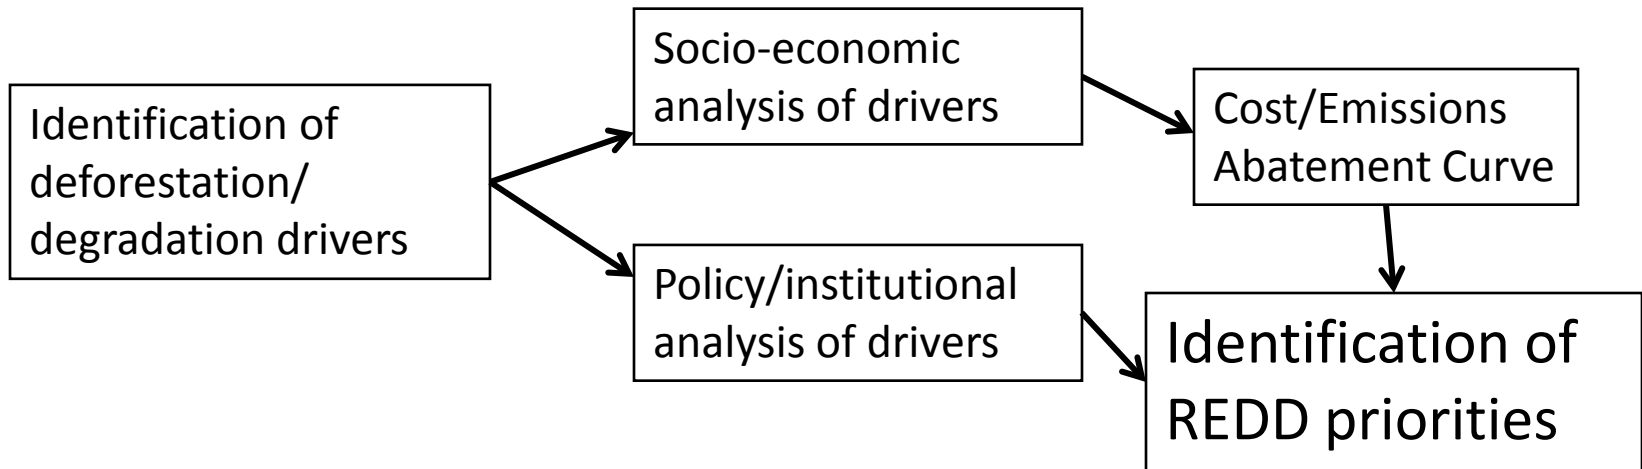 Identification of
deforestation/
degradation drivers
Socio-economic
analysis of drivers
Policy/institutional
analysis of drivers
Cost/Emissions
Abatement Curve
Identification of
REDD priorities